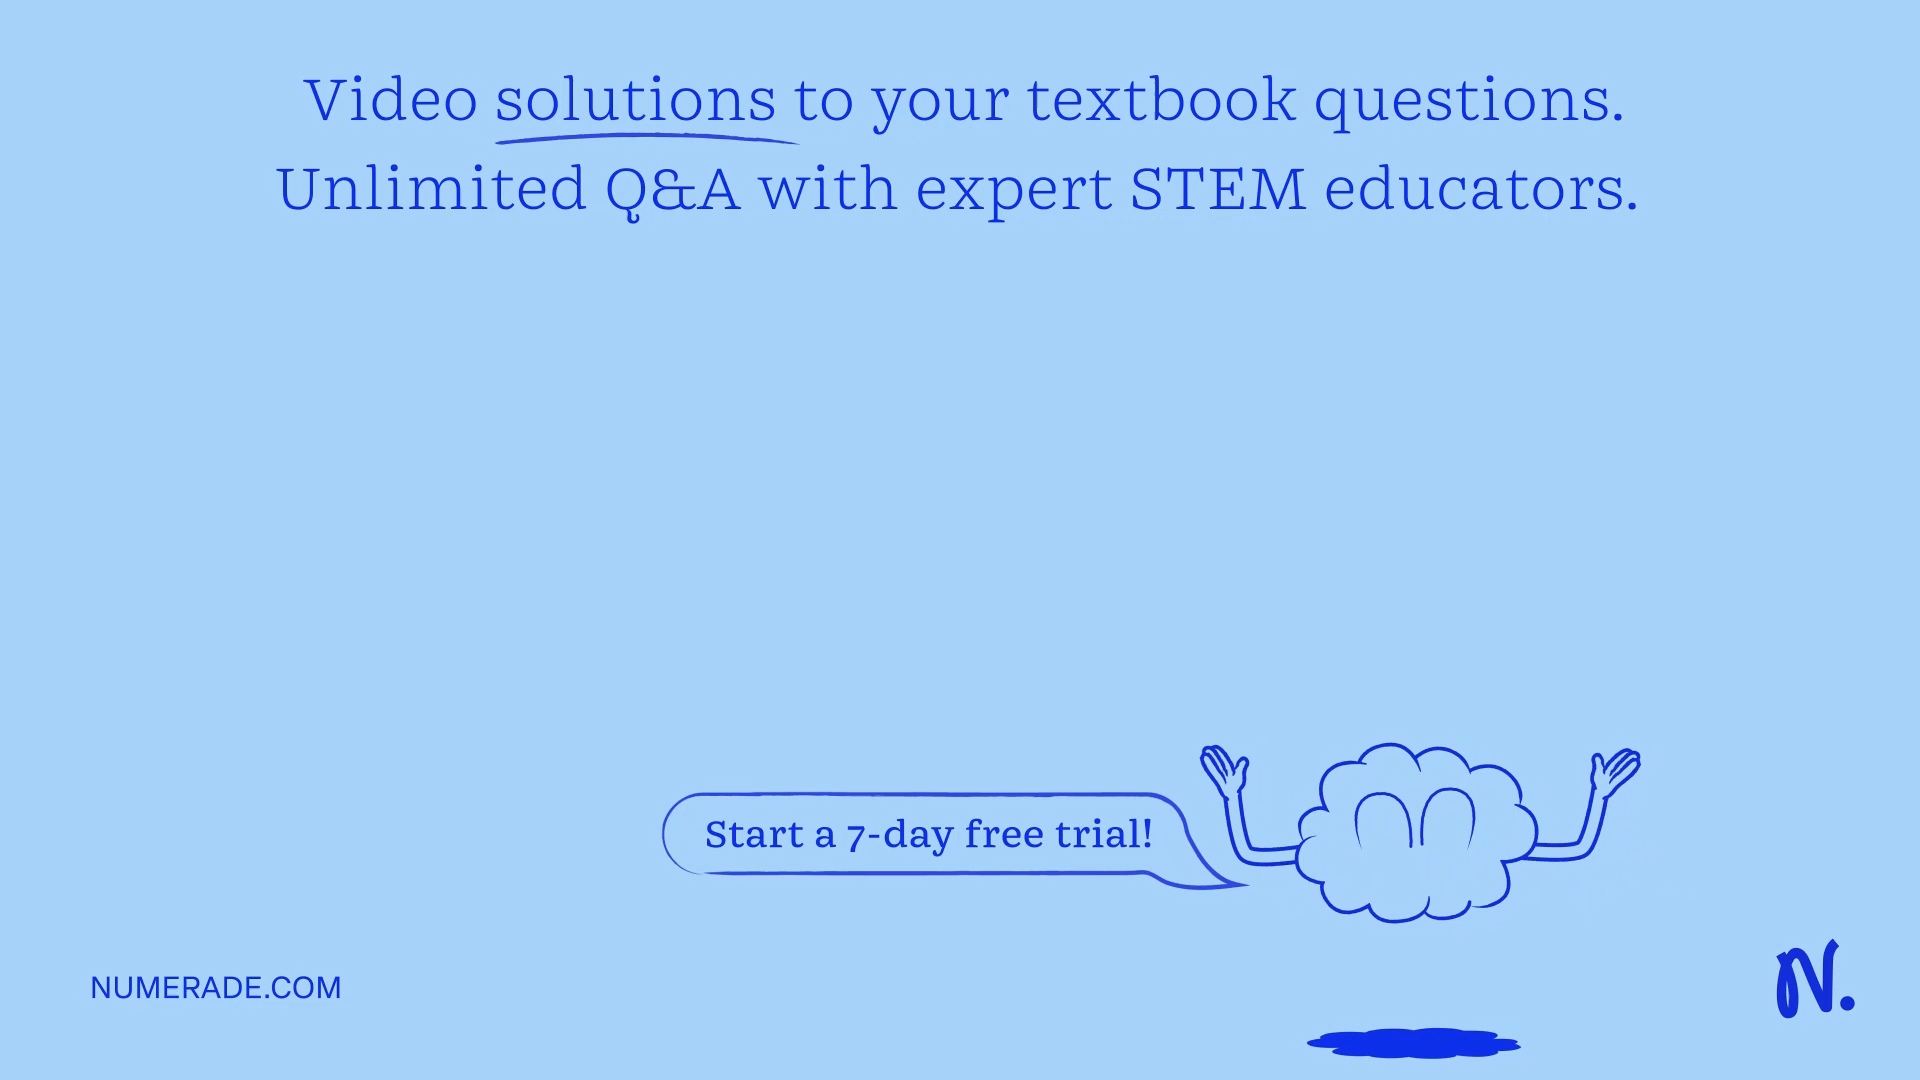 Video solutions to your textbook questions.
Unlimited Q&A with expert STEM educators.
Start a 7-day free trial!
NUMERADE.COM
N.